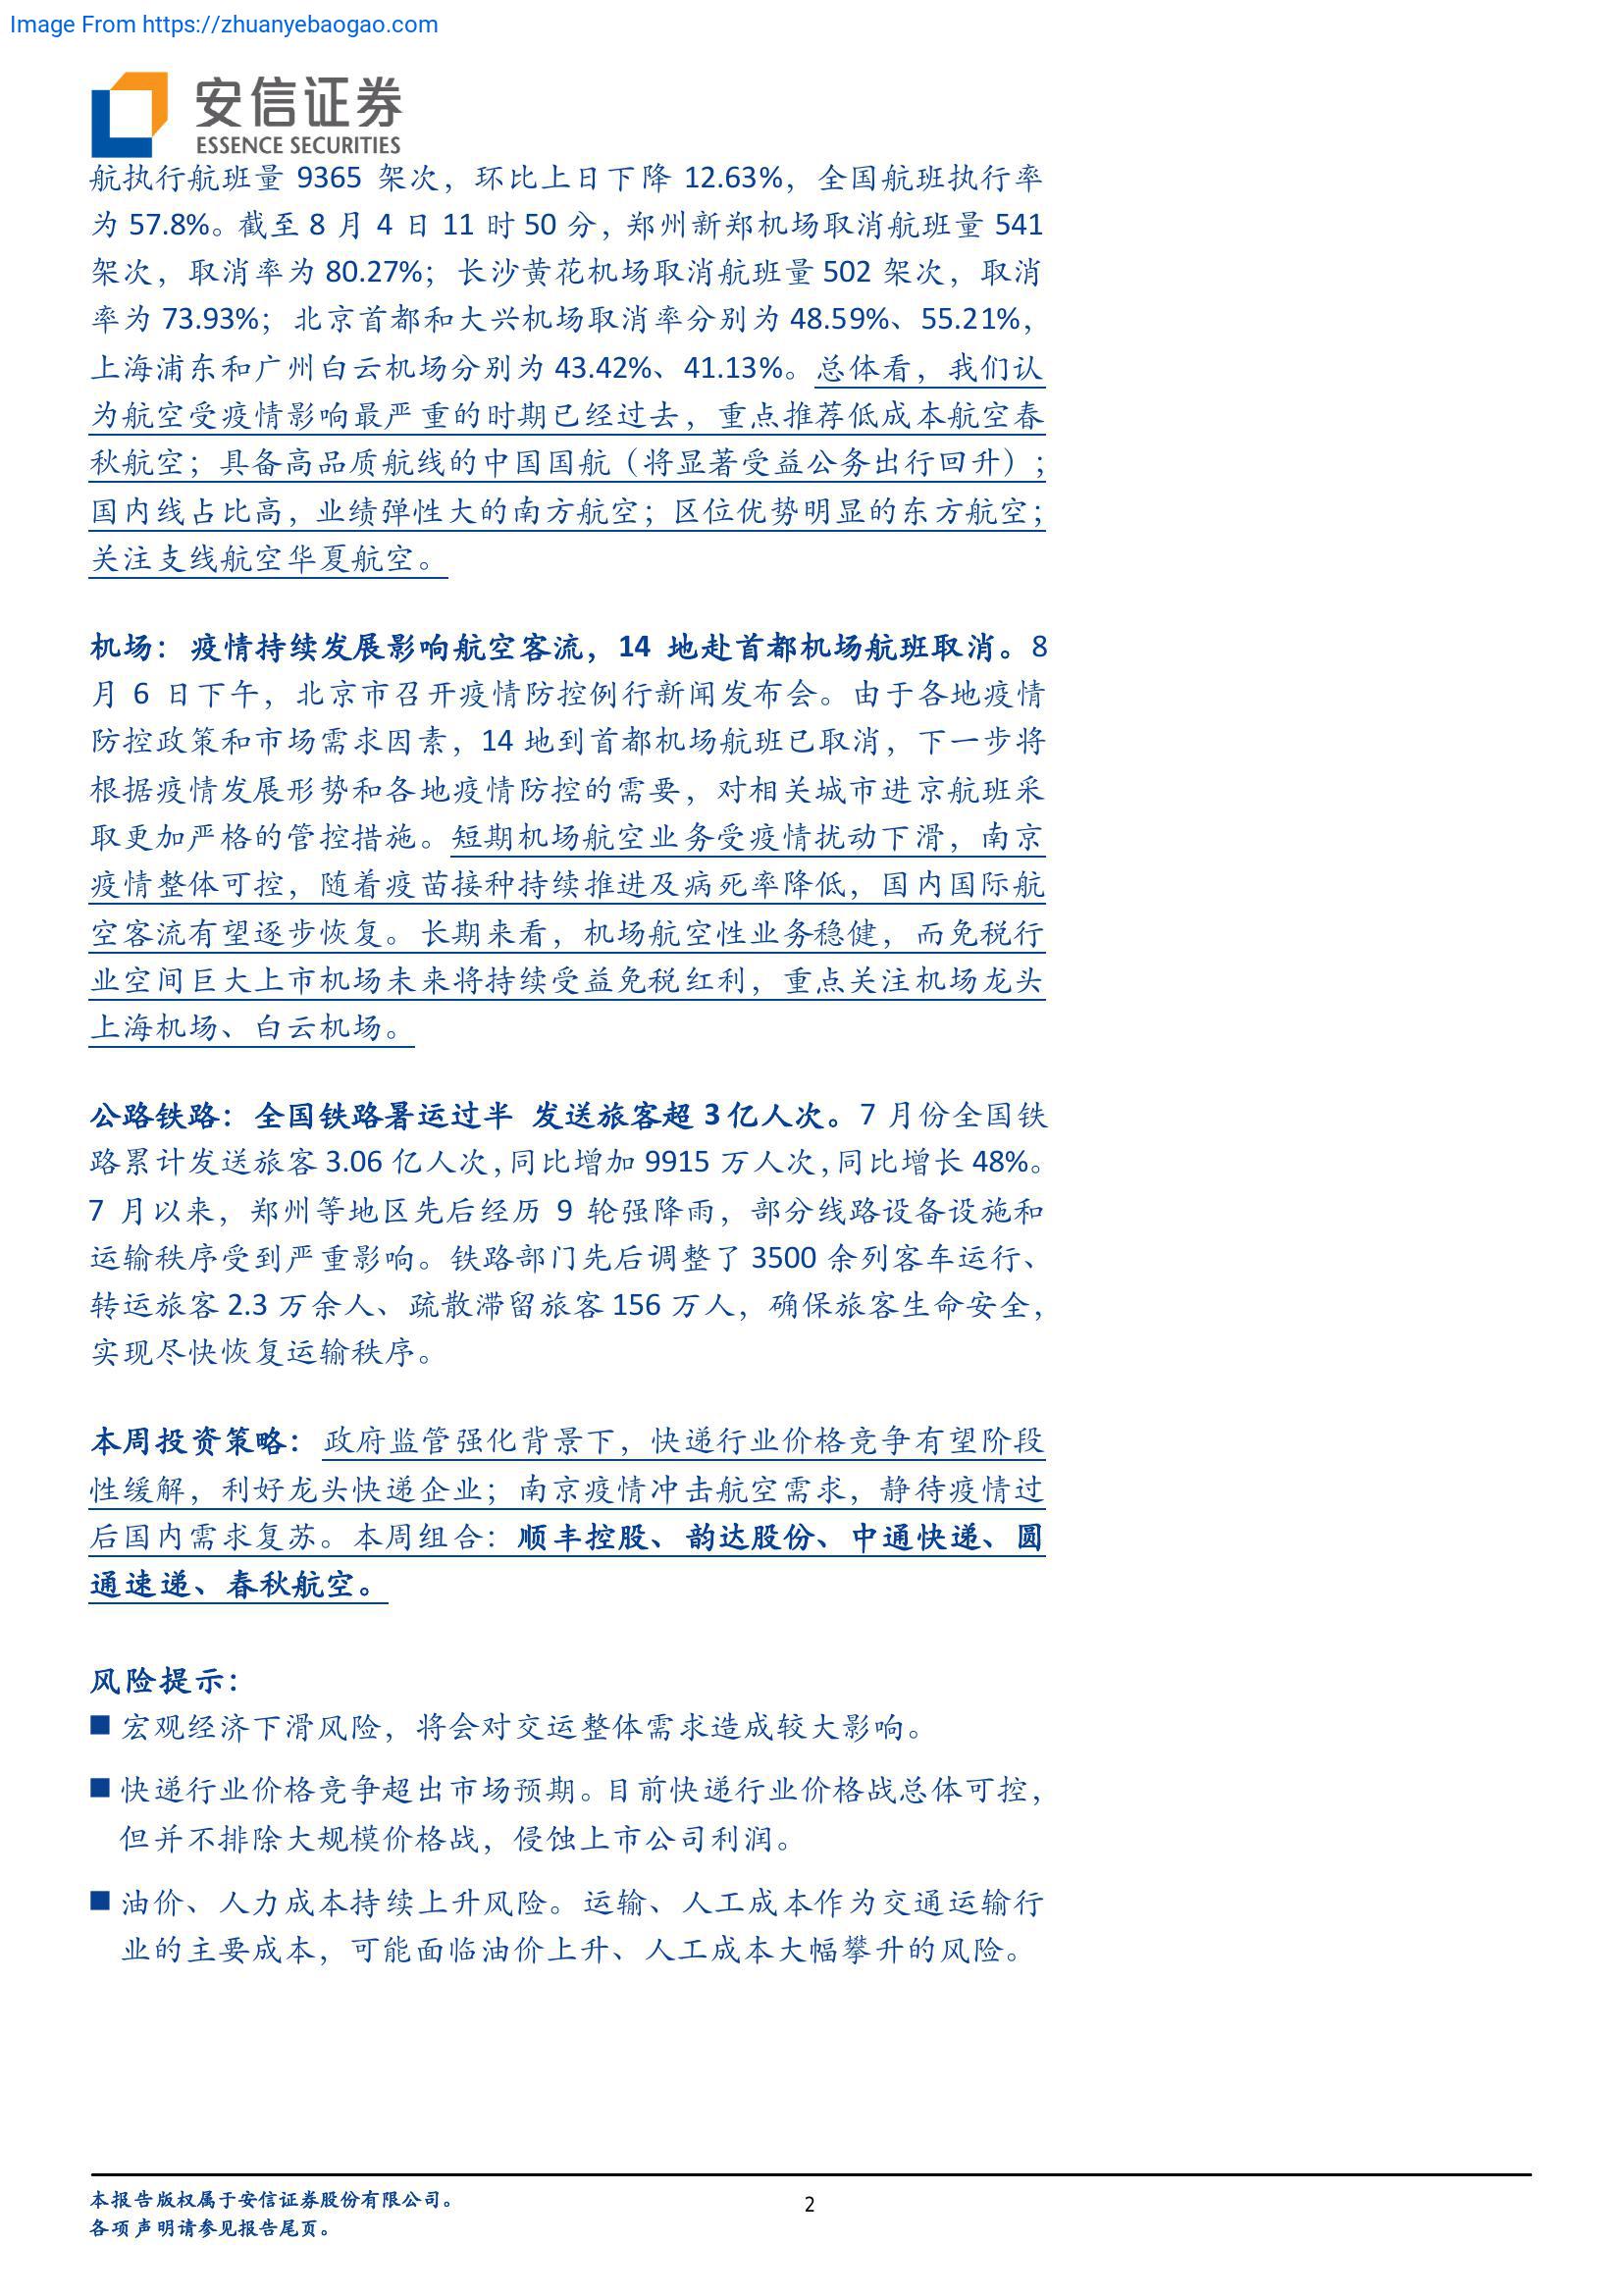 Image From https://zhuanyebaogao.com
安信证券
ESSENCE SECURITIES
航执行航班量 9365 架次，环比上日下降 12.63%，全国航班执行率
为 57.8%。截至 8 月 4 日 11 时 50 分，郑州新郑机场取消航班量 541
架次，取消率为 80.27%；长沙黄花机场取消航班量 502 架次，取消
率为 73.93%；北京首都和大兴机场取消率分别为 48.59%、55.21%，
上海浦东和广州白云机场分别为 43.42%、41.13%。总体看，我们认
为航空受疫情影响最严重的时期已经过去，重点推荐低成本航空春
秋航空；具备高品质航线的中国国航（将显著受益公务出行回升）；
国内线占比高，业绩弹性大的南方航空；区位优势明显的东方航空；
关注支线航空华夏航空。
机场：疫情持续发展影响航空客流，14 地赴首都机场航班取消。8
月 6 日下午，北京市召开疫情防控例行新闻发布会。由于各地疫情
防控政策和市场需求因素，14 地到首都机场航班已取消，下一步将
根据疫情发展形势和各地疫情防控的需要，对相关城市进京航班采
取更加严格的管控措施。短期机场航空业务受疫情扰动下滑，南京
疫情整体可控，随着疫苗接种持续推进及病死率降低，国内国际航
空客流有望逐步恢复。长期来看，机场航空性业务稳健，而免税行
业空间巨大上市机场未来将持续受益免税红利，重点关注机场龙头
上海机场、白云机场。
公路铁路：全国铁路暑运过半 发送旅客超 3 亿人次。7 月份全国铁
路累计发送旅客 3.06 亿人次，同比增加 9915 万人次，同比增长 48%。
7 月以来，郑州等地区先后经历 9 轮强降雨，部分线路设备设施和
运输秩序受到严重影响。铁路部门先后调整了 3500 余列客车运行、
转运旅客 2.3 万余人、疏散滞留旅客 156 万人，确保旅客生命安全，
实现尽快恢复运输秩序。
本周投资策略：政府监管强化背景下，快递行业价格竞争有望阶段
性缓解，利好龙头快递企业；南京疫情冲击航空需求，静待疫情过
后国内需求复苏。本周组合：顺丰控股、韵达股份、中通快递、圆
通速递、春秋航空。
风险提示：
■ 宏观经济下滑风险，将会对交运整体需求造成较大影响。
■ 快递行业价格竞争超出市场预期。目前快递行业价格战总体可控，
但并不排除大规模价格战，侵蚀上市公司利润。
■ 油价、人力成本持续上升风险。运输、人工成本作为交通运输行
业的主要成本，可能面临油价上升、人工成本大幅攀升的风险。
本报告版权属于安信证券股份有限公司。
各项声明请参见报告尾页。
2